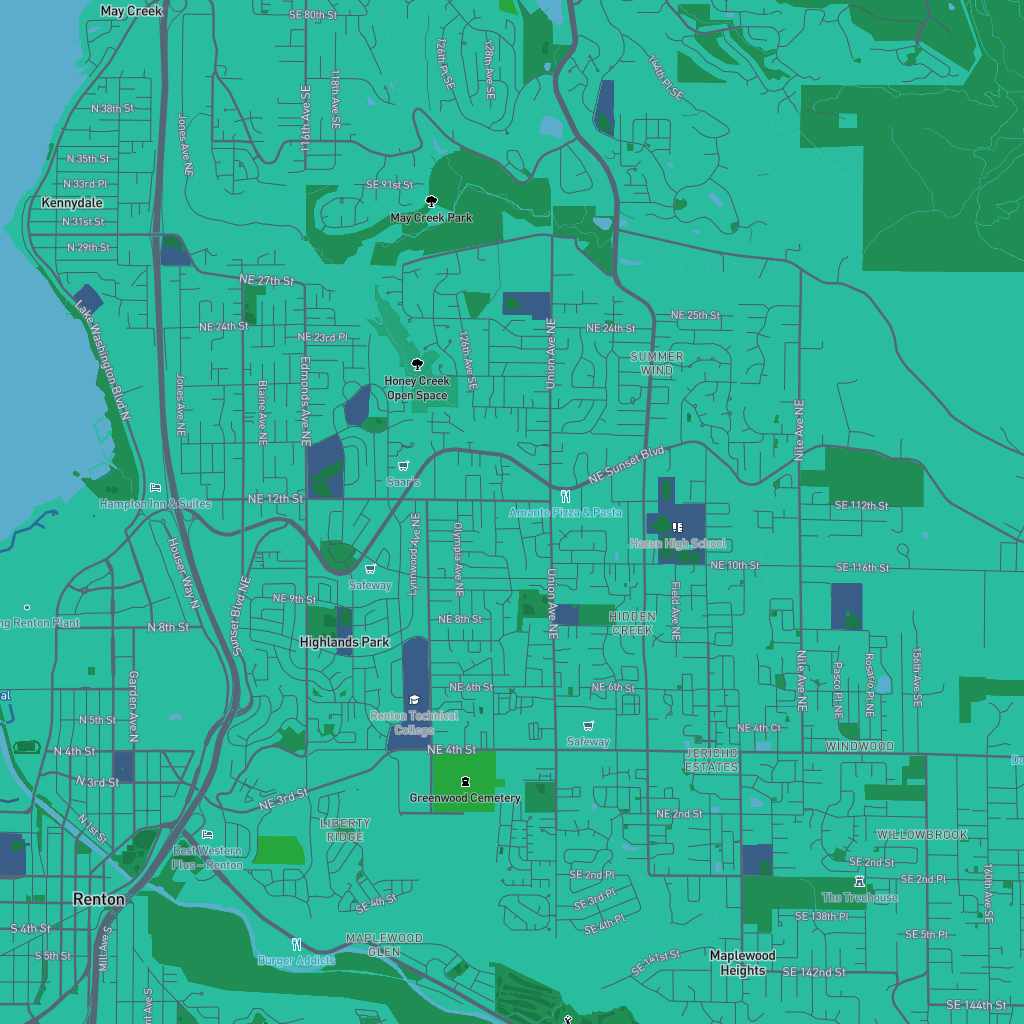 May Creek
SE 80th St
126th Pl SE
128th Ave SE
144th Pl SE
118th Ave SE
116th Ave SE
N 38th St
Jones Ave NE
N 35th St
N 33rd Pl
SE 91st St
Kennydale
May Creek Park
N 31st St
N 29th St
NE 27th St
Lake Washington Blvd N
NE 24th St
NE 23rd Pl
126th Ave SE
Union Ave NE
NE 24th St
NE 25th St
SUMMER
WIND
Honey Creek
Open Space
Jones Ave NE
Blaine Ave NE
Edmonds Ave NE
Nile Ave NE
NE Sunset Blvd
Saar's
Hampton Inn & Suites
NE 12th St
Amante Pizza & Pasta
SE 112th St
Lynnwood Ave NE
Olympia Ave NE
Hazen High School
NE 10th St
SE 116th St
Houser Way N
Sunset Blvd NE
Safeway
NE 9th St
Union Ave NE
Field Ave NE
ng Renton Plant
N 8th St
NE 8th St
HIDDEN
CREEK
Highlands Park
Garden Ave N
Nile Ave NE
Pasco Pl NE
Rosario Pl NE
156th Ave SE
NE 6th St
NE 6th St
al
Renton Technical
College
N 5th St
NE 4th Ct
Safeway
N 4th St
NE 4th St
JERICHO
ESTATES
WINDWOOD
Do
N 3rd St
NE 3rd St
Greenwood Cemetery
NE 2nd St
N 1st St
LIBERTY
RIDGE
WILLOWBROOK
Best Western
Plus – Renton
SE 2nd St
SE 2nd Pl
SE 2nd Pl
160th Ave SE
Renton
SE 4th St
SE 3rd Pl
The Treehouse
SE 4th Pl
SE 138th Pl
S 4th St
SE 5th Pl
Mill Ave S
MAPLEWOOD
GLEN
S 5th St
Burger Addicts
SE 141st St
Maplewood
Heights
SE 142nd St
nt Ave S
SE 144th St